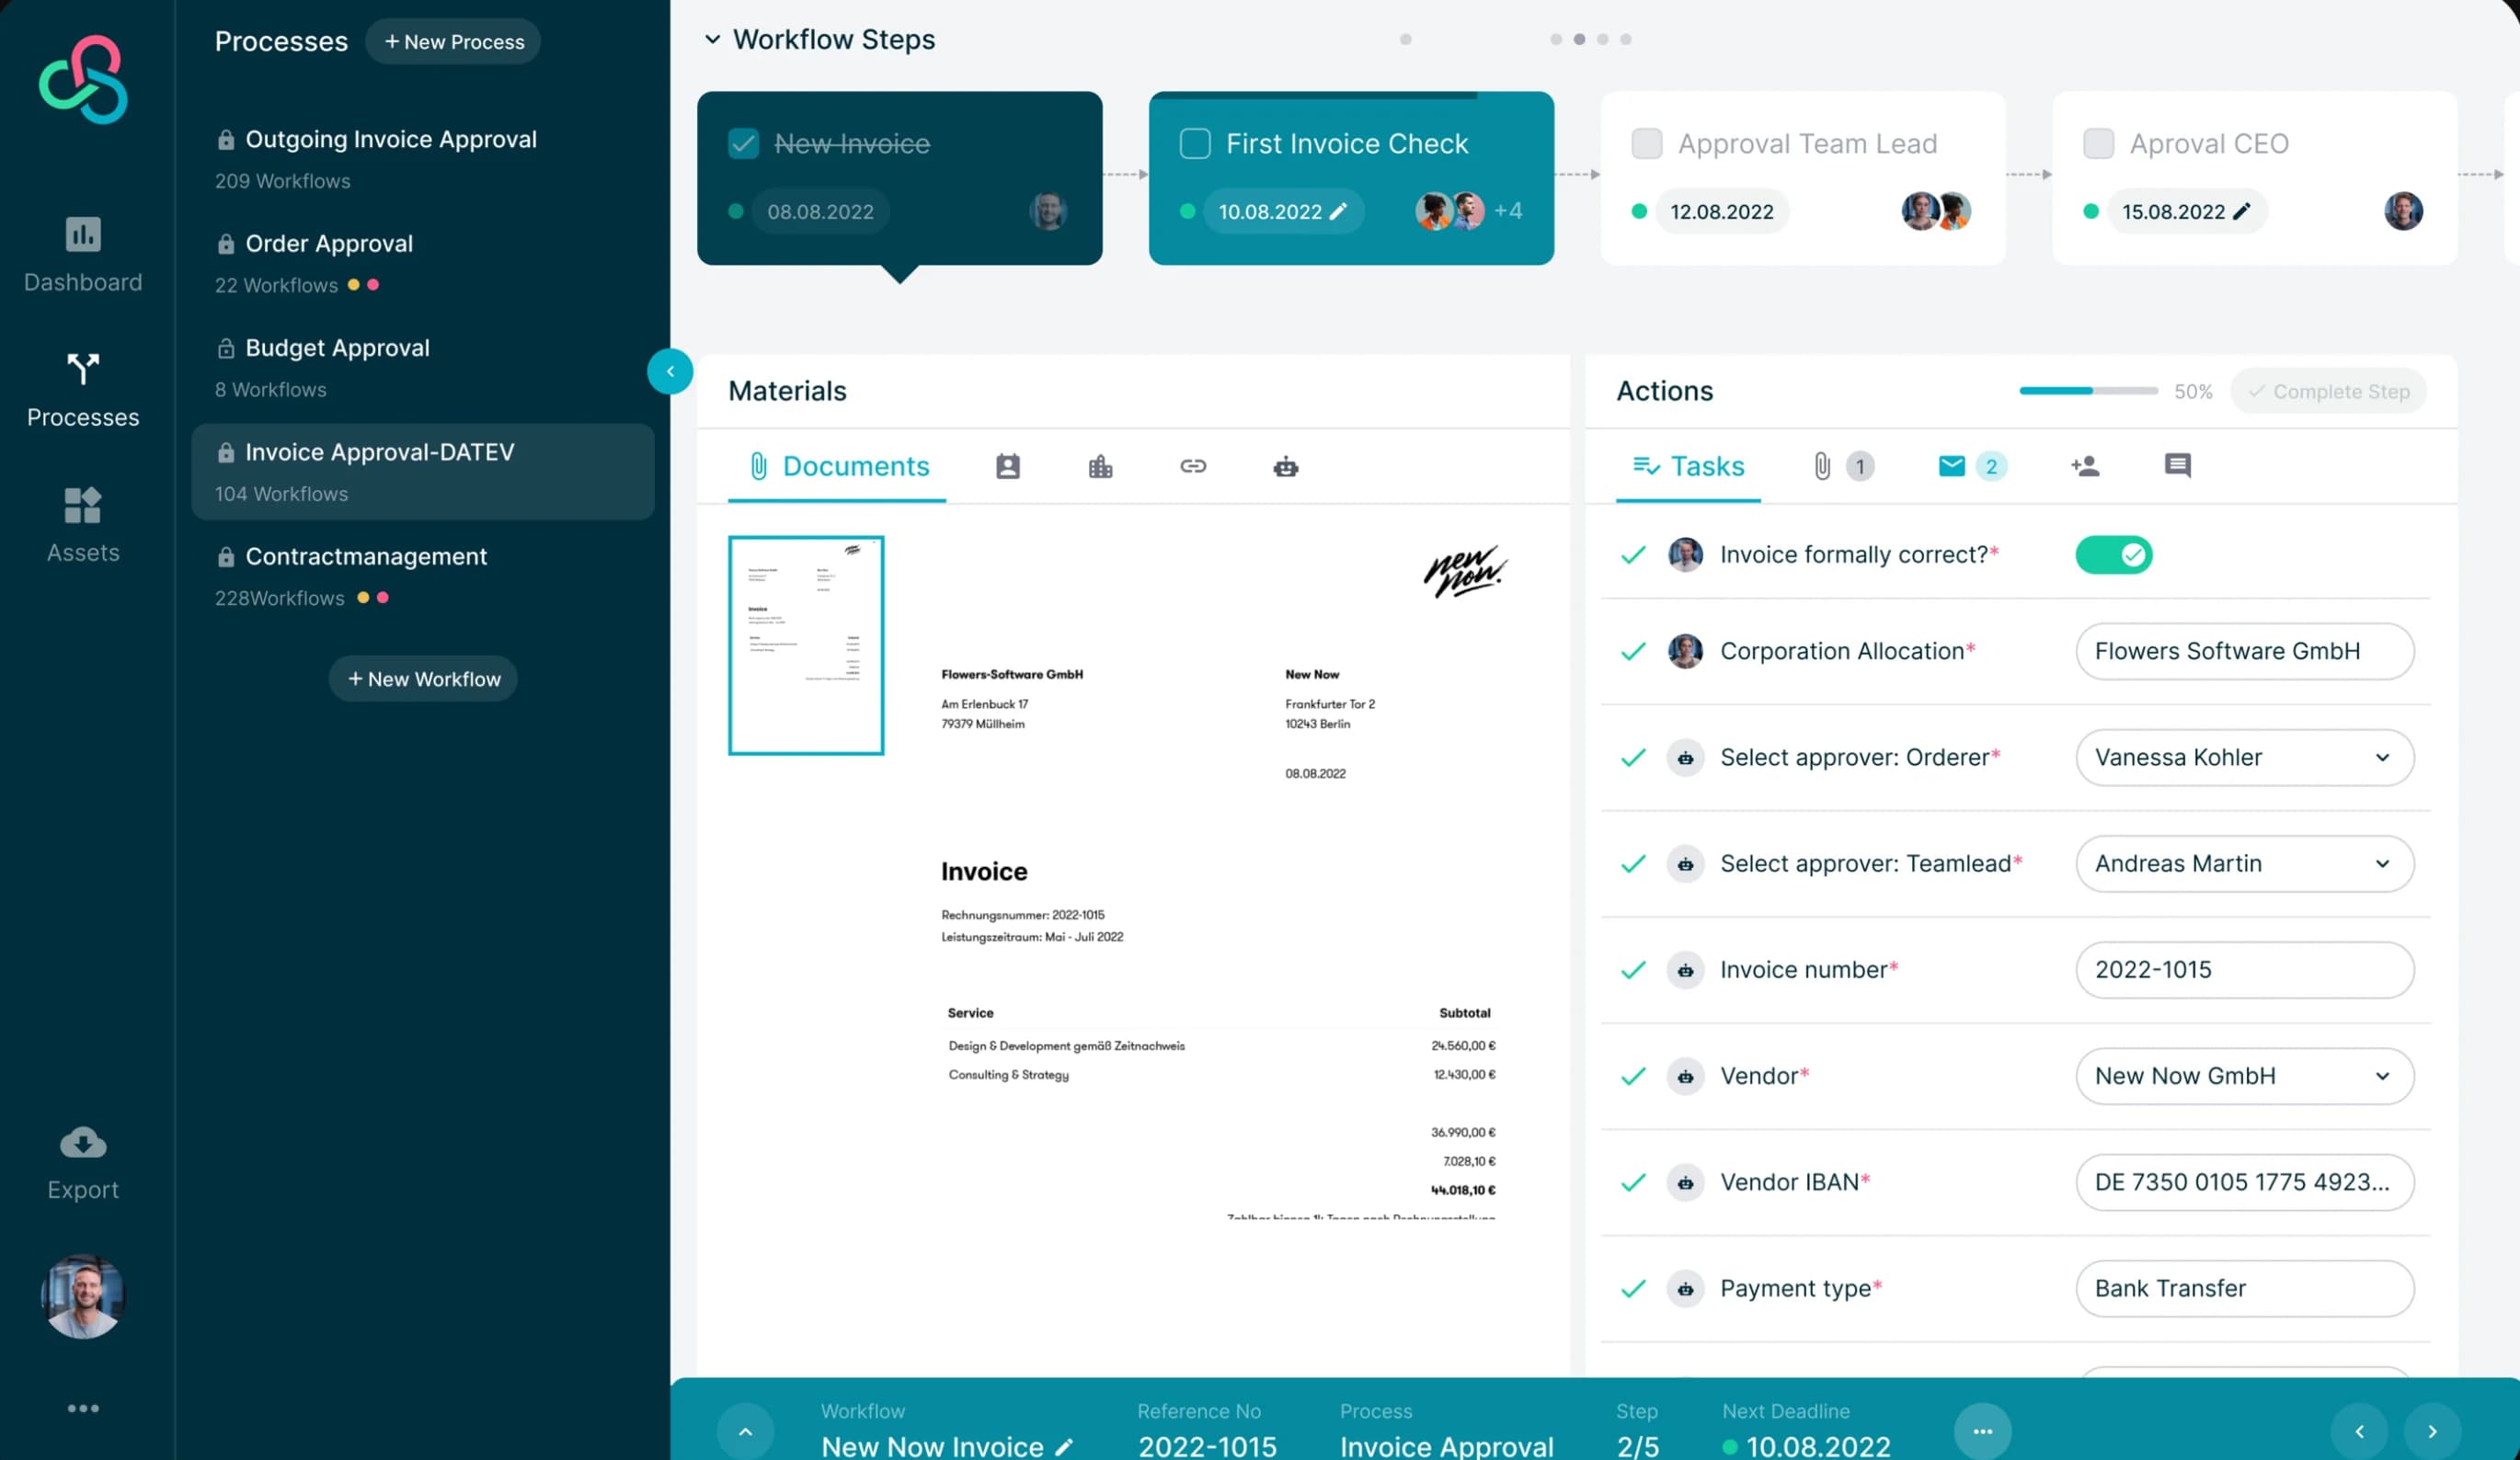 Dashboard
Processes
Assets
Export
Processes
+ New Process
Outgoing Invoice Approval
209 Workflows
Order Approval
22 Workflows
Budget Approval
8 Workflows
Invoice Approval-DATEV
104 Workflows
Contractmanagement
228Workflows
+ New Workflow
Workflow Steps
New Invoice
08.08.2022
First Invoice Check
10.08.2022
+4
Approval Team Lead
12.08.2022
Aproval CEO
15.08.2022
Materials
Documents
new
now.
Flowers-Software GmbH
Am Erlenbuck 17
79379 Müllheim
New Now
Frankfurter Tor 2
10243 Berlin
08.08.2022
Invoice
Rechnungsnummer: 2022-1015
Leistungszeitraum: Mai - Juli 2022
Service Subtotal
Design & Development gemäß Zeitnachweis 24.560,00 €
Consulting & Strategy 12.430,00 €
36.990,00 €
7.028,10 €
44.018,10 €
Actions
50%
Complete Step
Tasks
1
2
Invoice formally correct?*
Corporation Allocation* Flowers Software GmbH
Select approver: Orderer* Vanessa Kohler
Select approver: Teamlead* Andreas Martin
Invoice number* 2022-1015
Vendor* New Now GmbH
Vendor IBAN* DE 7350 0105 1775 4923...
Payment type* Bank Transfer
Workflow
New Now Invoice
Reference No
2022-1015
Process
Invoice Approval
Step
2/5
Next Deadline
10.08.2022